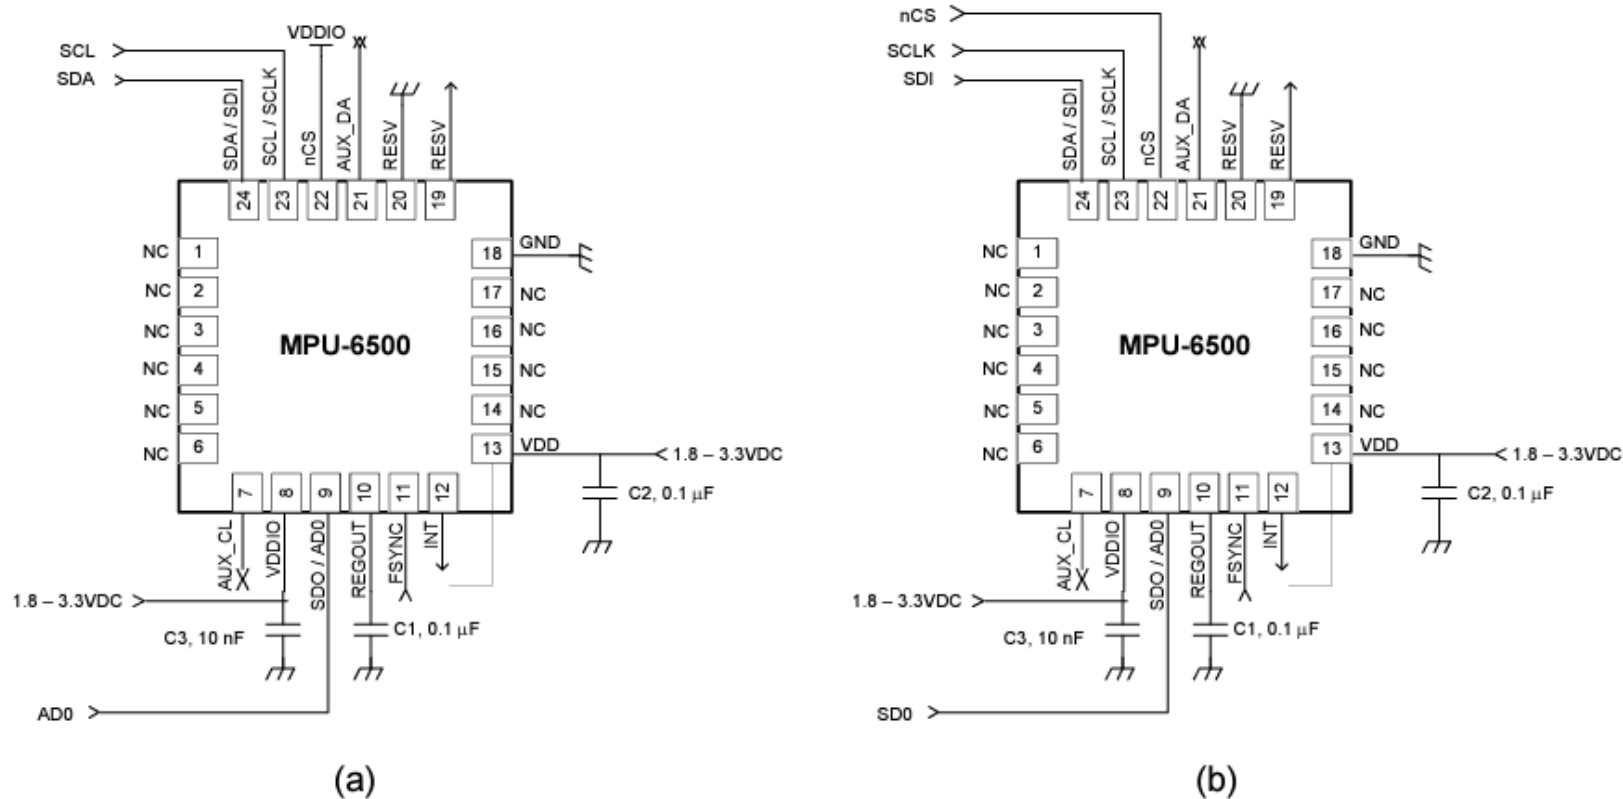 SCL
SDA
VDDIO
SDA / SDI
SCL / SCLK
nCS
AUX_DA
RESV
RESV
24
23
22
21
20
19
NC 1
NC 2
NC 3
NC 4
NC 5
NC 6
MPU-6500
18 GND
17 NC
16 NC
15 NC
14 NC
13 VDD
1.8 – 3.3VDC
C2, 0.1 µF
7
8
9
10
11
12
AUX_CL
VDDIO
SDO / AD0
REGOUT
FSYNC
INT
1.8 – 3.3VDC
C3, 10 nF
C1, 0.1 µF
AD0
(a)
nCS
SCLK
SDI
SDA / SDI
SCL / SCLK
nCS
AUX_DA
RESV
RESV
24
23
22
21
20
19
NC 1
NC 2
NC 3
NC 4
NC 5
NC 6
MPU-6500
18 GND
17 NC
16 NC
15 NC
14 NC
13 VDD
1.8 – 3.3VDC
C2, 0.1 µF
7
8
9
10
11
12
AUX_CL
VDDIO
SDO / AD0
REGOUT
FSYNC
INT
1.8 – 3.3VDC
C3, 10 nF
C1, 0.1 µF
SD0
(b)